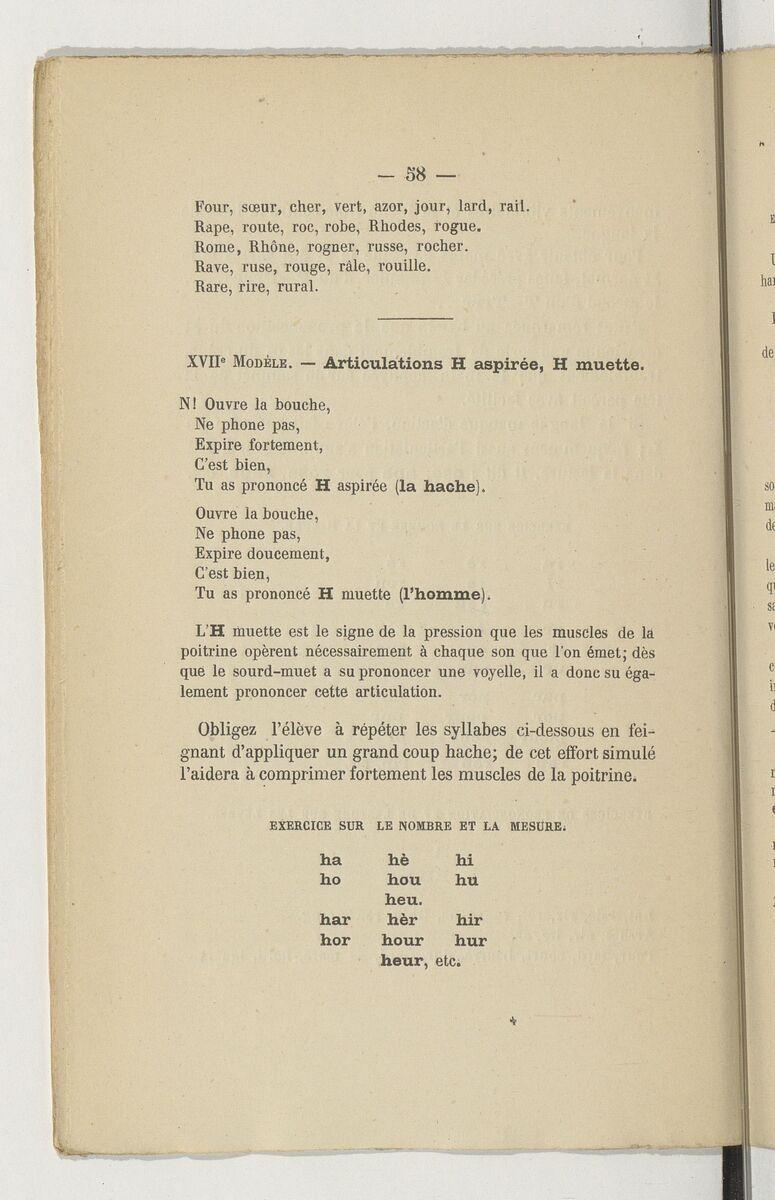 — 58 —
Four, sœur, cher, vert, azor, jour, lard, rail.
Rape, route, roc, robe, Rhodes, rogue.
Rome, Rhône, rogner, russe, rocher.
Rave, ruse, rouge, râle, rouille.
Rare, rire, rural.
XVIIe MODÈLE. — Articulations H aspirée, H muette.
N! Ouvre la bouche,
Ne phone pas,
Expire fortement,
C'est bien,
Tu as prononcé H aspirée (la hache).
Ouvre la bouche,
Ne phone pas,
Expire doucement,
C'est bien,
Tu as prononcé H muette (l'homme).
L'H muette est le signe de la pression que les muscles de la
poitrine opèrent nécessairement à chaque son que l'on émet; dès
que le sourd-muet a su prononcer une voyelle, il a donc su éga-
lement prononcer cette articulation.
Obligez l'élève à répéter les syllabes ci-dessous en fei-
gnant d'appliquer un grand coup hache; de cet effort simulé
l'aidera à comprimer fortement les muscles de la poitrine.
EXERCICE SUR LE NOMBRE ET LA MESURE.
ha hè hi
ho hou hu
heu.
har hèr hir
hor hour hur
heur, etc.